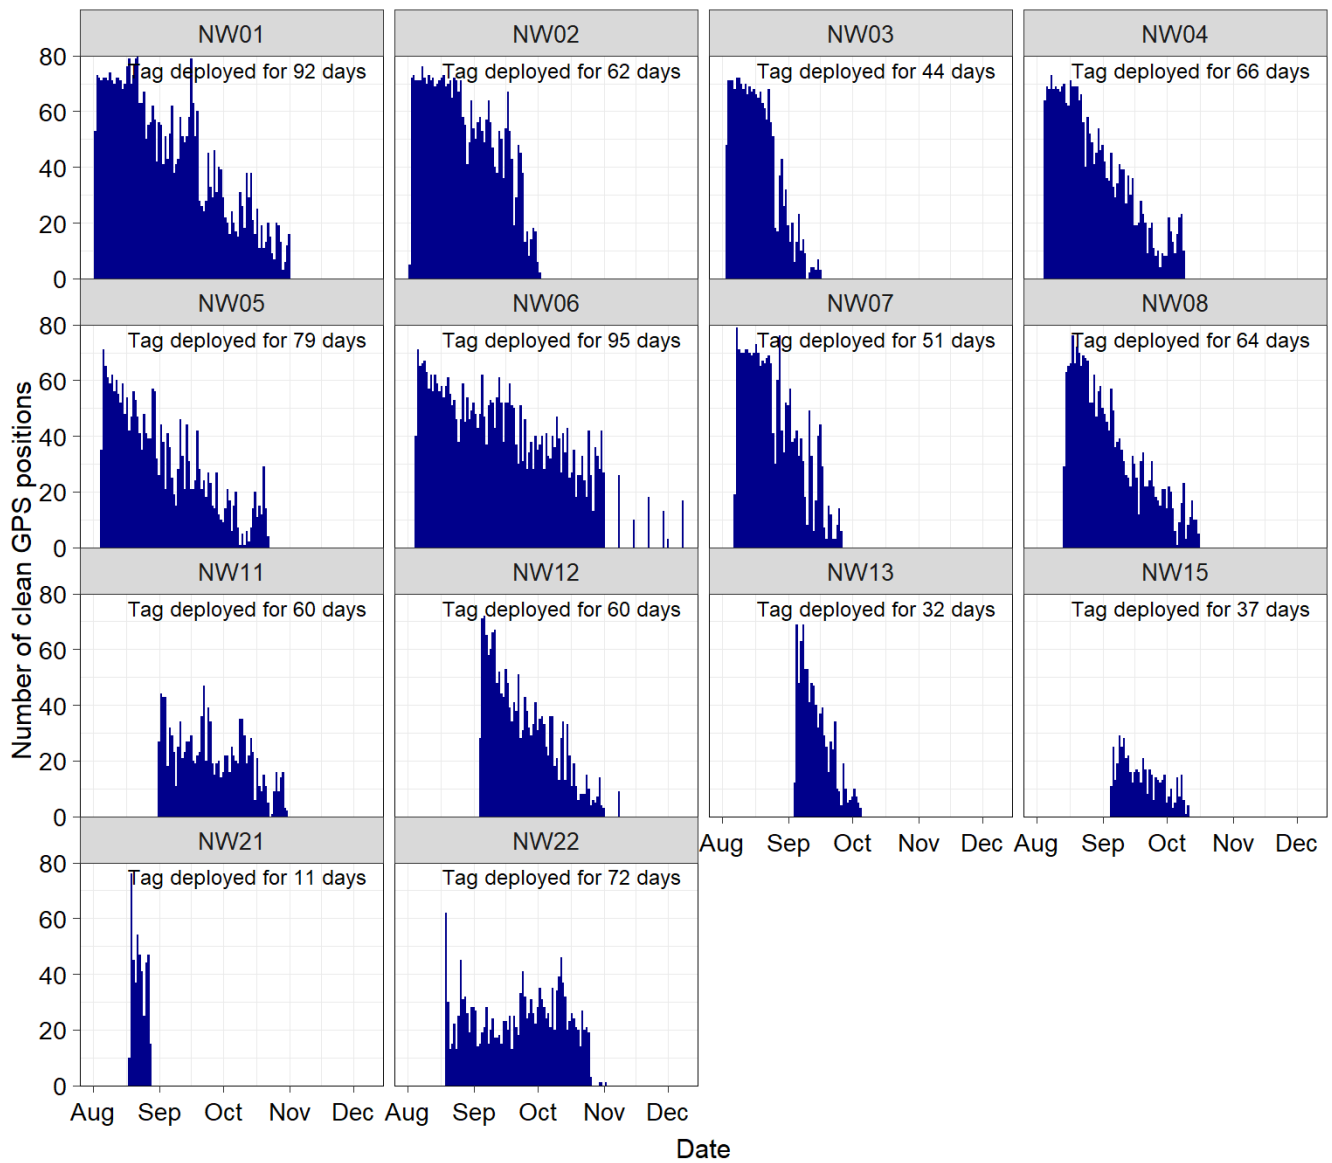 NW01 NW02 NW03 NW04
80 Tag deployed for 92 days Tag deployed for 62 days Tag deployed for 44 days Tag deployed for 66 days
60
40
20
0
NW05 NW06 NW07 NW08
80 Tag deployed for 79 days Tag deployed for 95 days Tag deployed for 51 days Tag deployed for 64 days
60
40
20
0
Number of clean GPS positions
NW11 NW12 NW13 NW15
80 Tag deployed for 60 days Tag deployed for 60 days Tag deployed for 32 days Tag deployed for 37 days
60
40
20
0
NW21 NW22
Aug Sep Oct Nov Dec Aug Sep Oct Nov Dec
80 Tag deployed for 11 days Tag deployed for 72 days
60
40
20
0
Aug Sep Oct Nov Dec Aug Sep Oct Nov Dec
Date